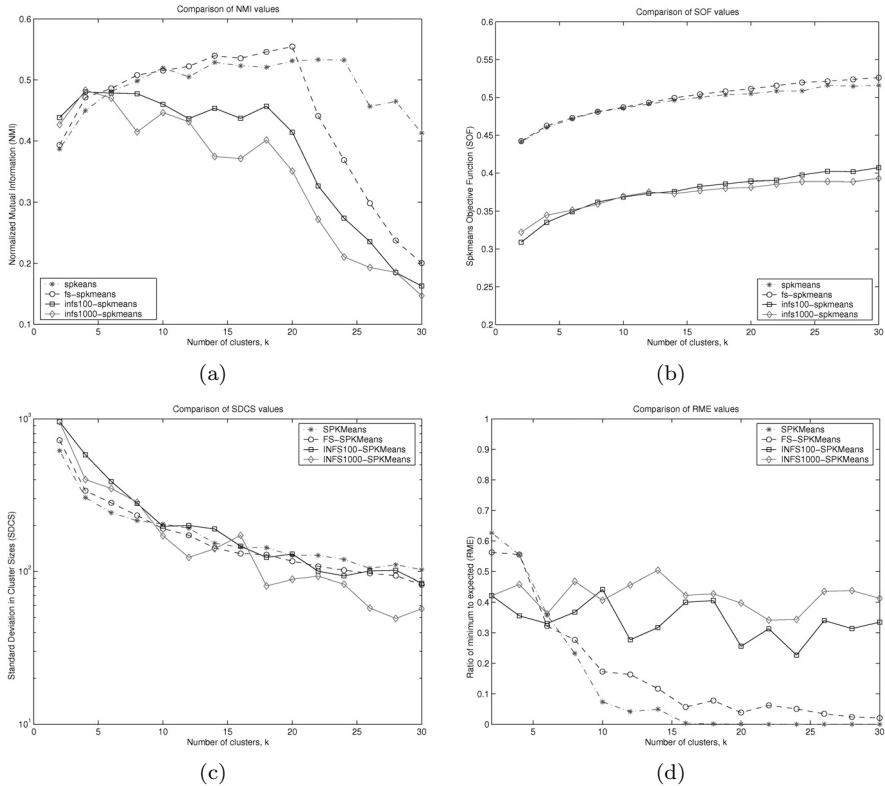 Comparison of NMI values
Normalized Mutual Information (NMI)
0.6
0.5
0.4
0.3
0.2
0.1
spkeans
fs-spkmeans
infs100-spkmeans
infs1000-spkmeans
0 5 10 15 20 25 30
Number of clusters, k
(a)
Comparison of SOF values
Spkmeans Objective Function (SOF)
0.6
0.55
0.5
0.45
0.4
0.35
0.3
0.25
0.2
spkmeans
fs-spkmeans
infs100-spkmeans
infs1000-spkmeans
0 5 10 15 20 25 30
Number of clusters, k
(b)
Comparison of SDCS values
Standard Deviation in Cluster Sizes (SDCS)
10³
10²
10¹
SPKMeans
FS-SPKMeans
INFS100-SPKMeans
INFS1000-SPKMeans
0 5 10 15 20 25 30
Number of clusters, k
(c)
Comparison of RME values
Ratio of minimum to expected (RME)
1
0.9
0.8
0.7
0.6
0.5
0.4
0.3
0.2
0.1
0
SPKMeans
FS-SPKMeans
INFS100-SPKMeans
INFS1000-SPKMeans
5 10 15 20 25 30
Number of clusters, k
(d)